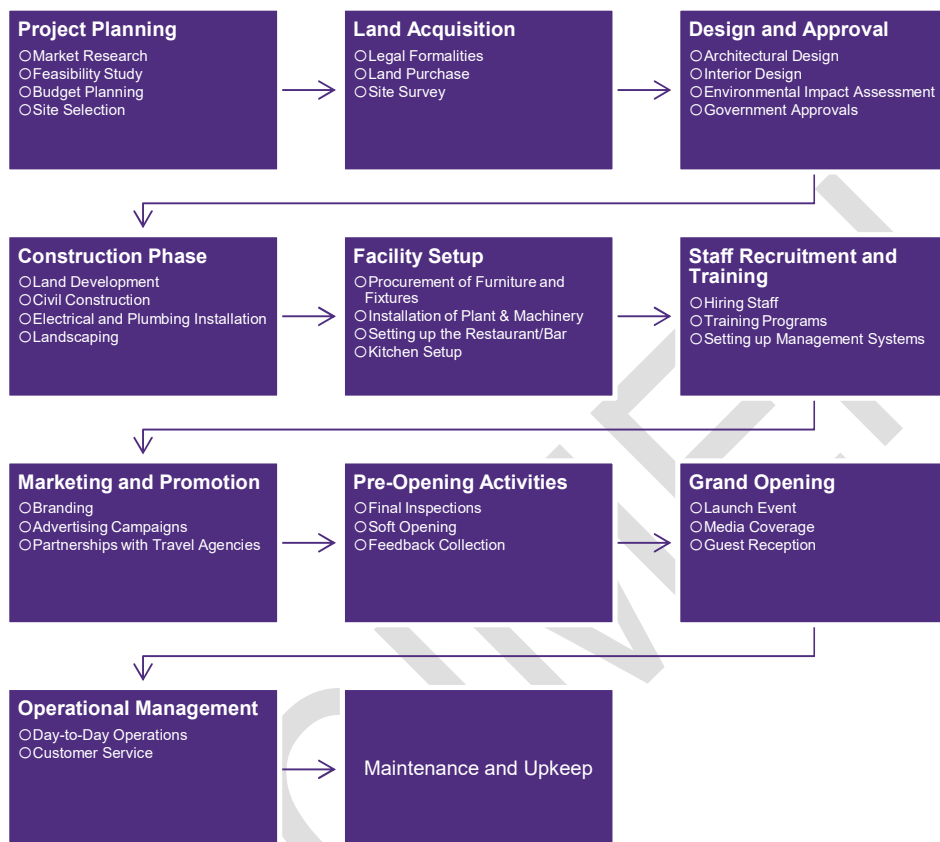 Project Planning
○Market Research
○Feasibility Study
○Budget Planning
○Site Selection
Land Acquisition
○Legal Formalities
○Land Purchase
○Site Survey
Design and Approval
○Architectural Design
○Interior Design
○Environmental Impact Assessment
○Government Approvals
Construction Phase
○Land Development
○Civil Construction
○Electrical and Plumbing Installation
○Landscaping
Facility Setup
○Procurement of Furniture and
Fixtures
○Installation of Plant & Machinery
○Setting up the Restaurant/Bar
○Kitchen Setup
Staff Recruitment and
Training
○Hiring Staff
○Training Programs
○Setting up Management Systems
Marketing and Promotion
○Branding
○Advertising Campaigns
○Partnerships with Travel Agencies
Pre-Opening Activities
○Final Inspections
○Soft Opening
○Feedback Collection
Grand Opening
○Launch Event
○Media Coverage
○Guest Reception
Operational Management
○Day-to-Day Operations
○Customer Service
Maintenance and Upkeep